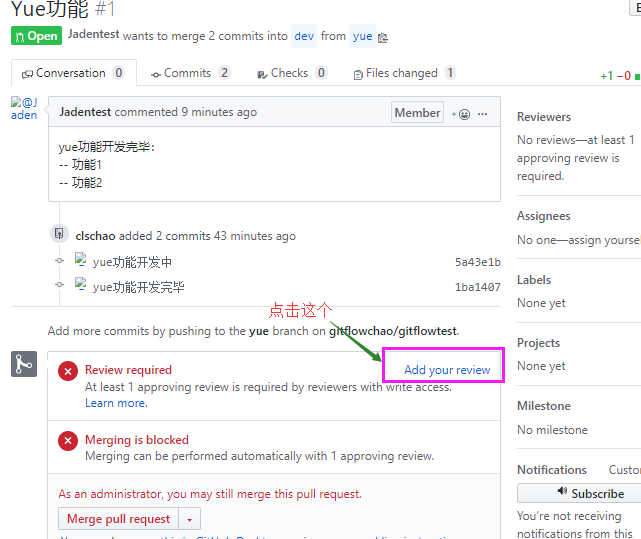 Yue功能 #1
Open
Jadentest wants to merge 2 commits into dev from yue
Conversation 0
Commits 2
Checks 0
Files changed 1
+1 −0
@J
aden
Jadentest commented 9 minutes ago
Member
yue功能开发完毕:
-- 功能1
-- 功能2
clschao added 2 commits 43 minutes ago
yue功能开发中 5a43e1b
yue功能开发完毕 1ba1407
点击这个
Add more commits by pushing to the yue branch on gitflowchao/gitflowtest.
Review required
Add your review
At least 1 approving review is required by reviewers with write access.
Learn more.
Merging is blocked
Merging can be performed automatically with 1 approving review.
As an administrator, you may still merge this pull request.
Merge pull request
Reviewers
No reviews—at least 1
approving review is
required.
Assignees
No one—assign yourse
Labels
None yet
Projects
None yet
Milestone
No milestone
Notifications Custo
Subscribe
You're not receiving
notifications from this